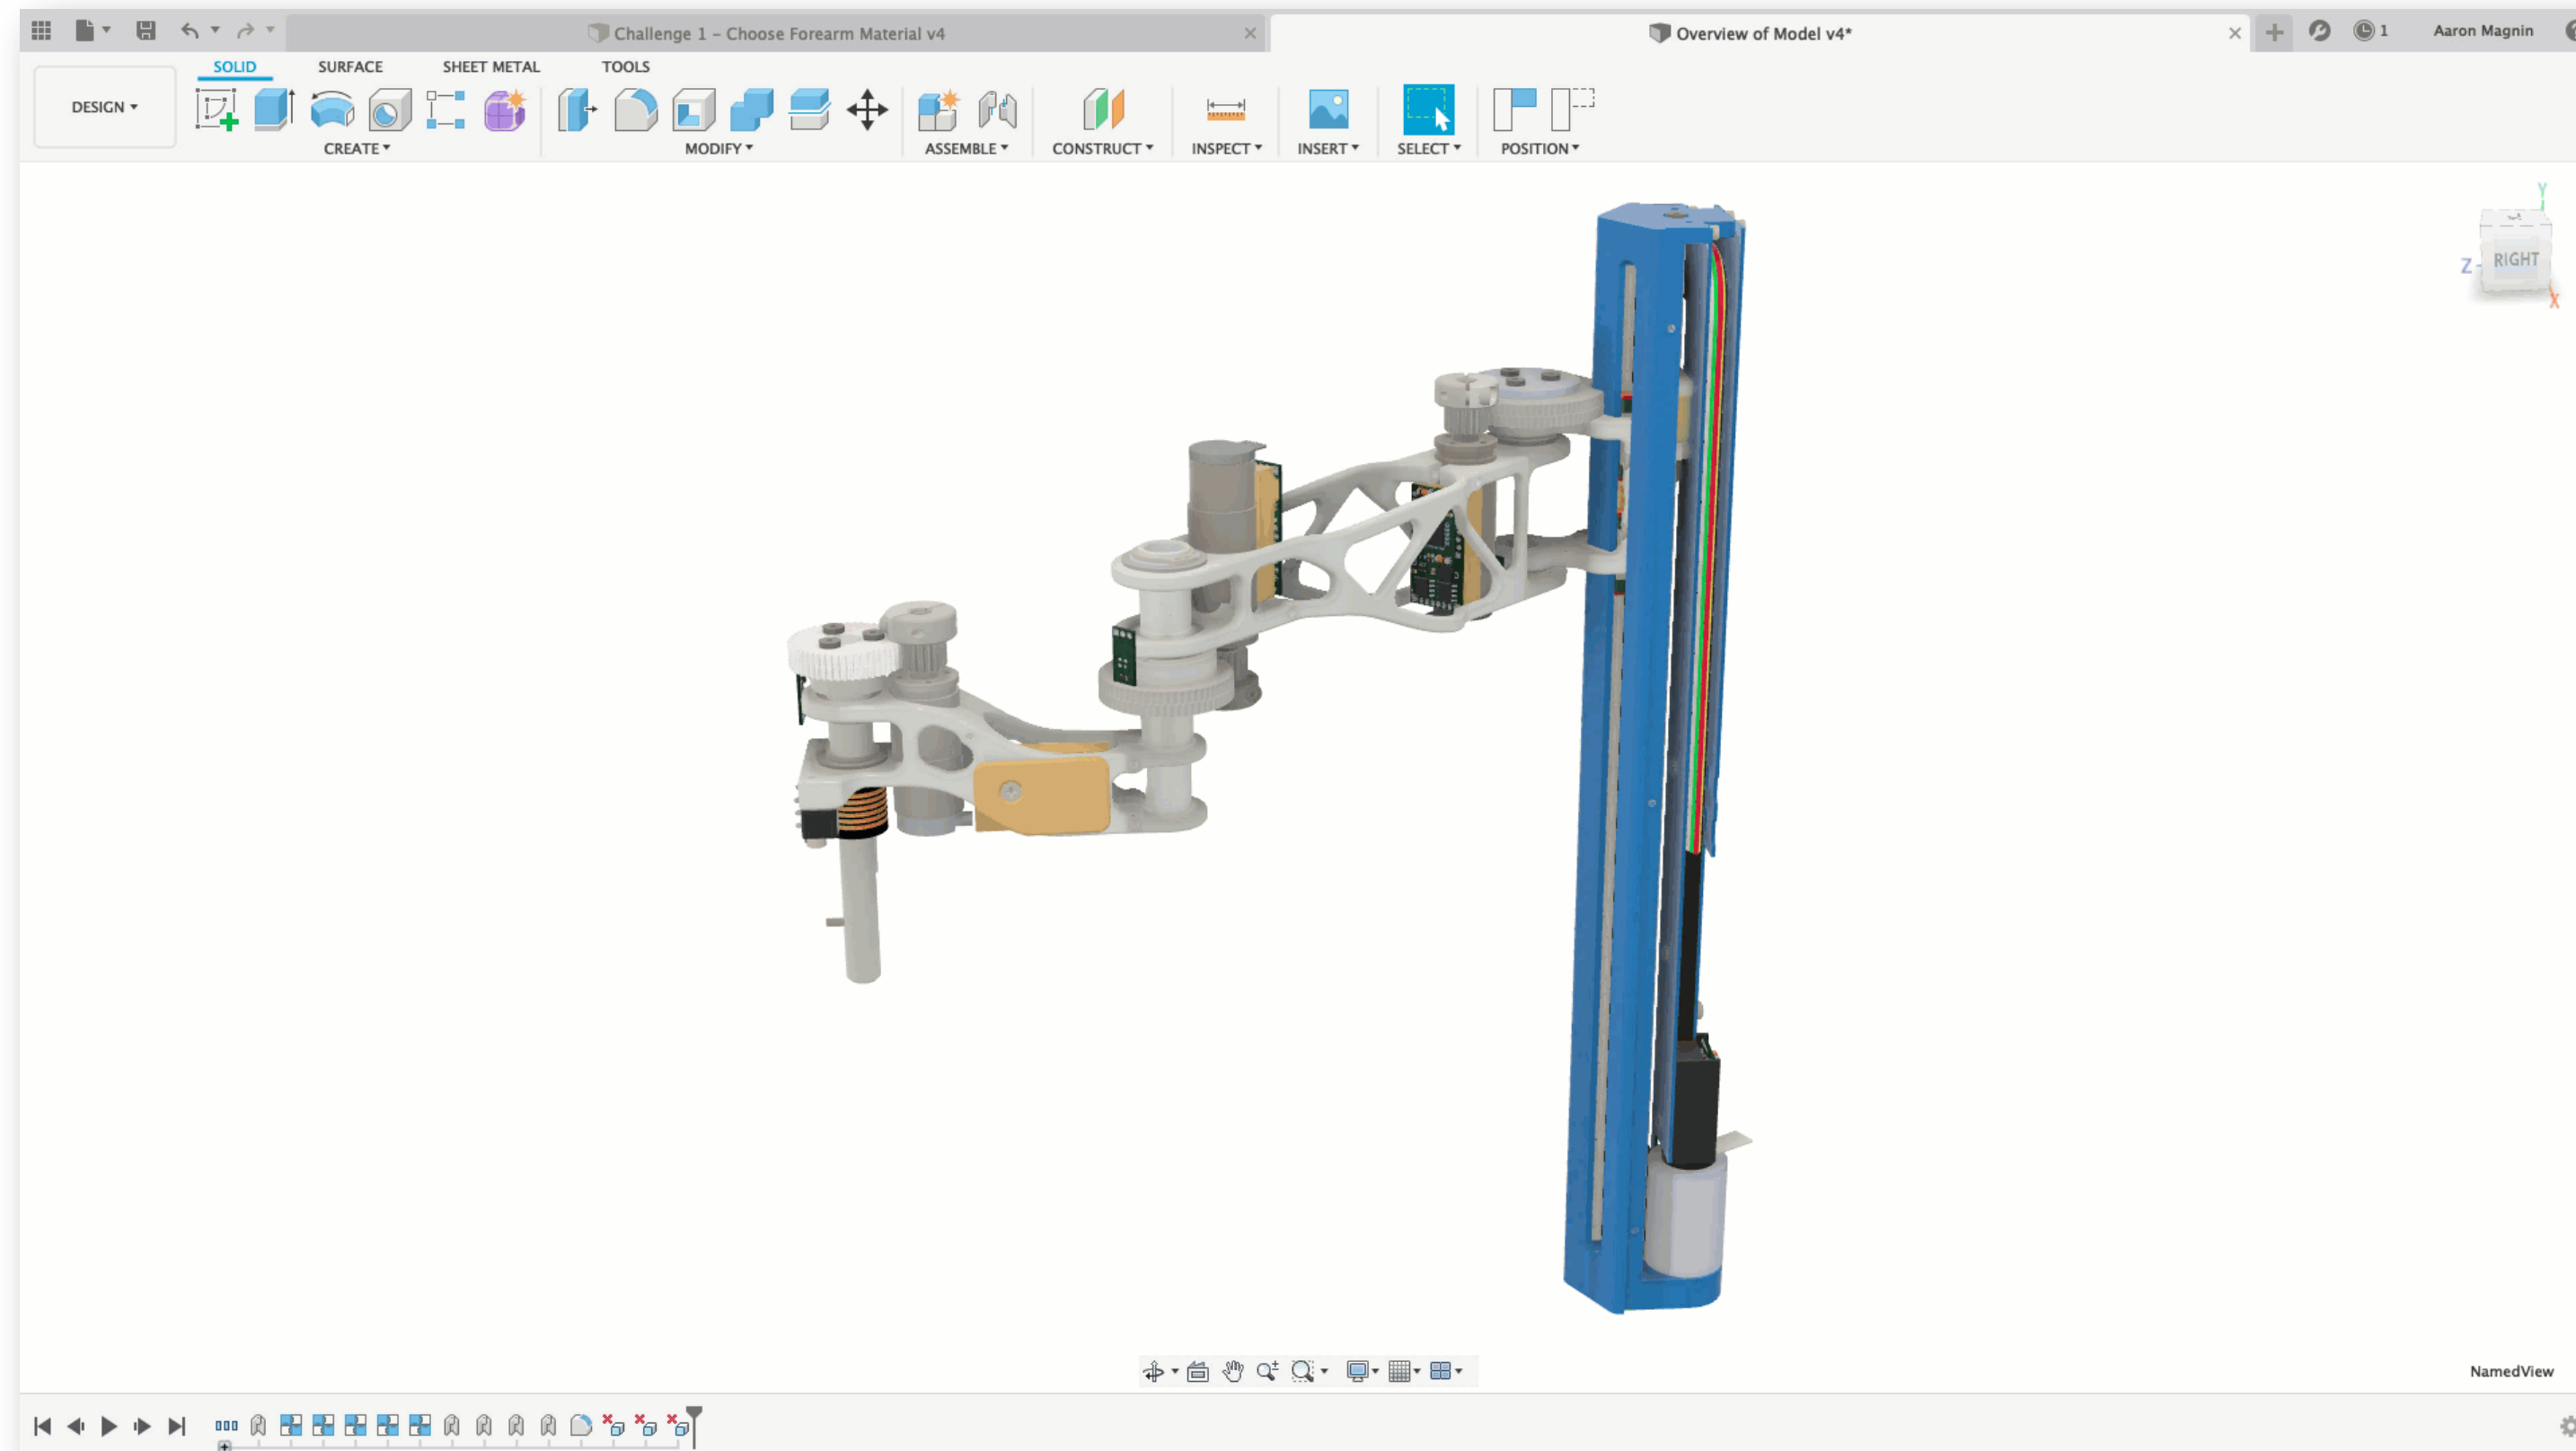 Challenge 1 – Choose Forearm Material v4
Overview of Model v4*
1
Aaron Magnin
DESIGN
SOLID
SURFACE
SHEET METAL
TOOLS
CREATE
MODIFY
ASSEMBLE
CONSTRUCT
INSPECT
INSERT
SELECT
POSITION
Y
Z
RIGHT
X
NamedView